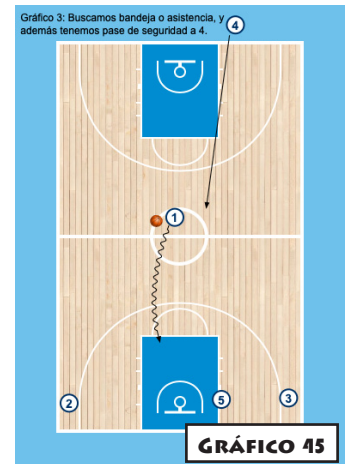 Gráfico 3: Buscamos bandeja o asistencia, y
además tenemos pase de seguridad a 4.
4
1
2
5
3
GRÁFICO 45